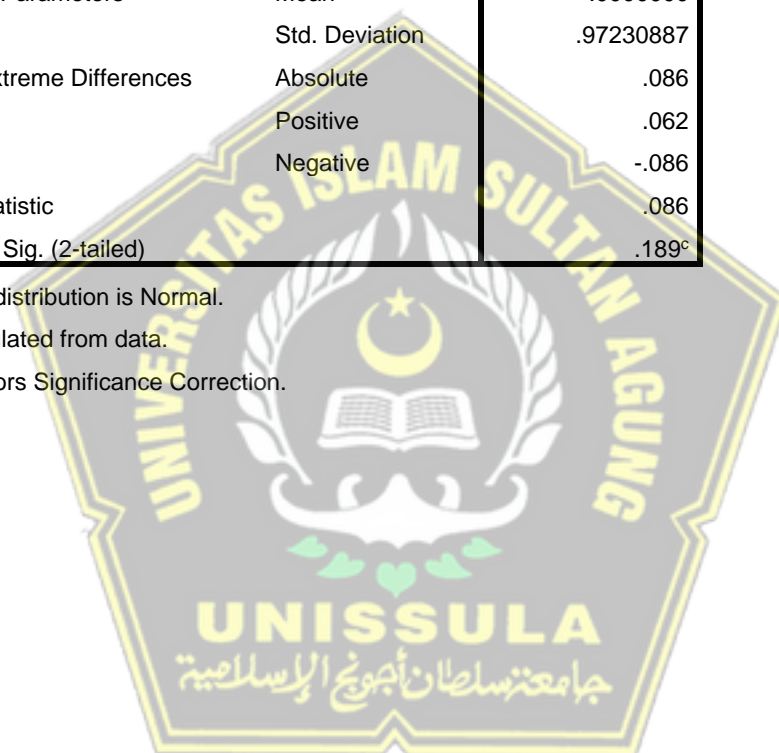 Std. Deviation .97230887
xtreme Differences Absolute .086
Positive .062
Negative -.086
atistic .086
Sig. (2-tailed) .189ᶜ
distribution is Normal.
lated from data.
ors Significance Correction.
UNIVERSITAS ISLAM SULTAN AGUNG
UNISSULA
جامعة سلطان أجونج الإسلامية